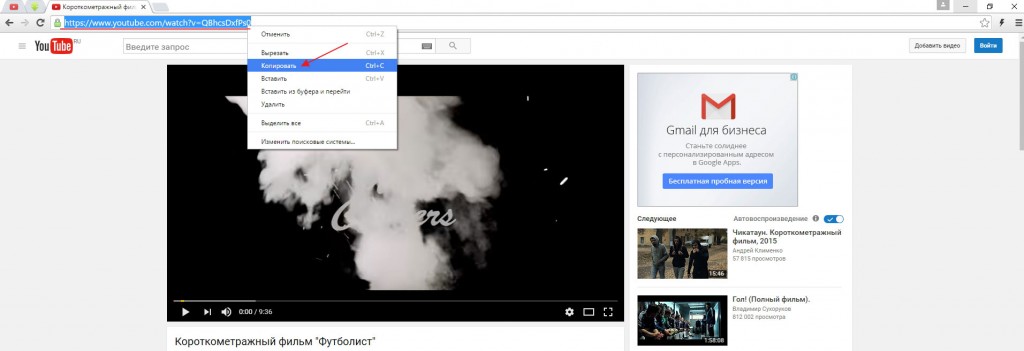 Короткометражный фи
https://www.youtube.com/watch?v=QBhcsDxfPs0
Отменить Ctrl+Z
Вырезать Ctrl+X
Копировать Ctrl+C
Вставить Ctrl+V
Вставить из буфера и перейти
Удалить
Выделить все Ctrl+A
Изменить поисковые системы...
YouTube RU
Введите запрос
Добавить видео
Войти
Gmail для бизнеса
Станьте солиднее
с персонализированным адресом
в Google Apps.
Бесплатная пробная версия
0:00 / 9:36
Короткометражный фильм "Футболист"
Следующее
Автовоспроизведение
Чикатаун. Короткометражный
фильм, 2015
Андрей Клименко
57 815 просмотров
15:46
Гол! (Полный фильм).
Владимир Сухоруков
812 002 просмотра
1:58:08